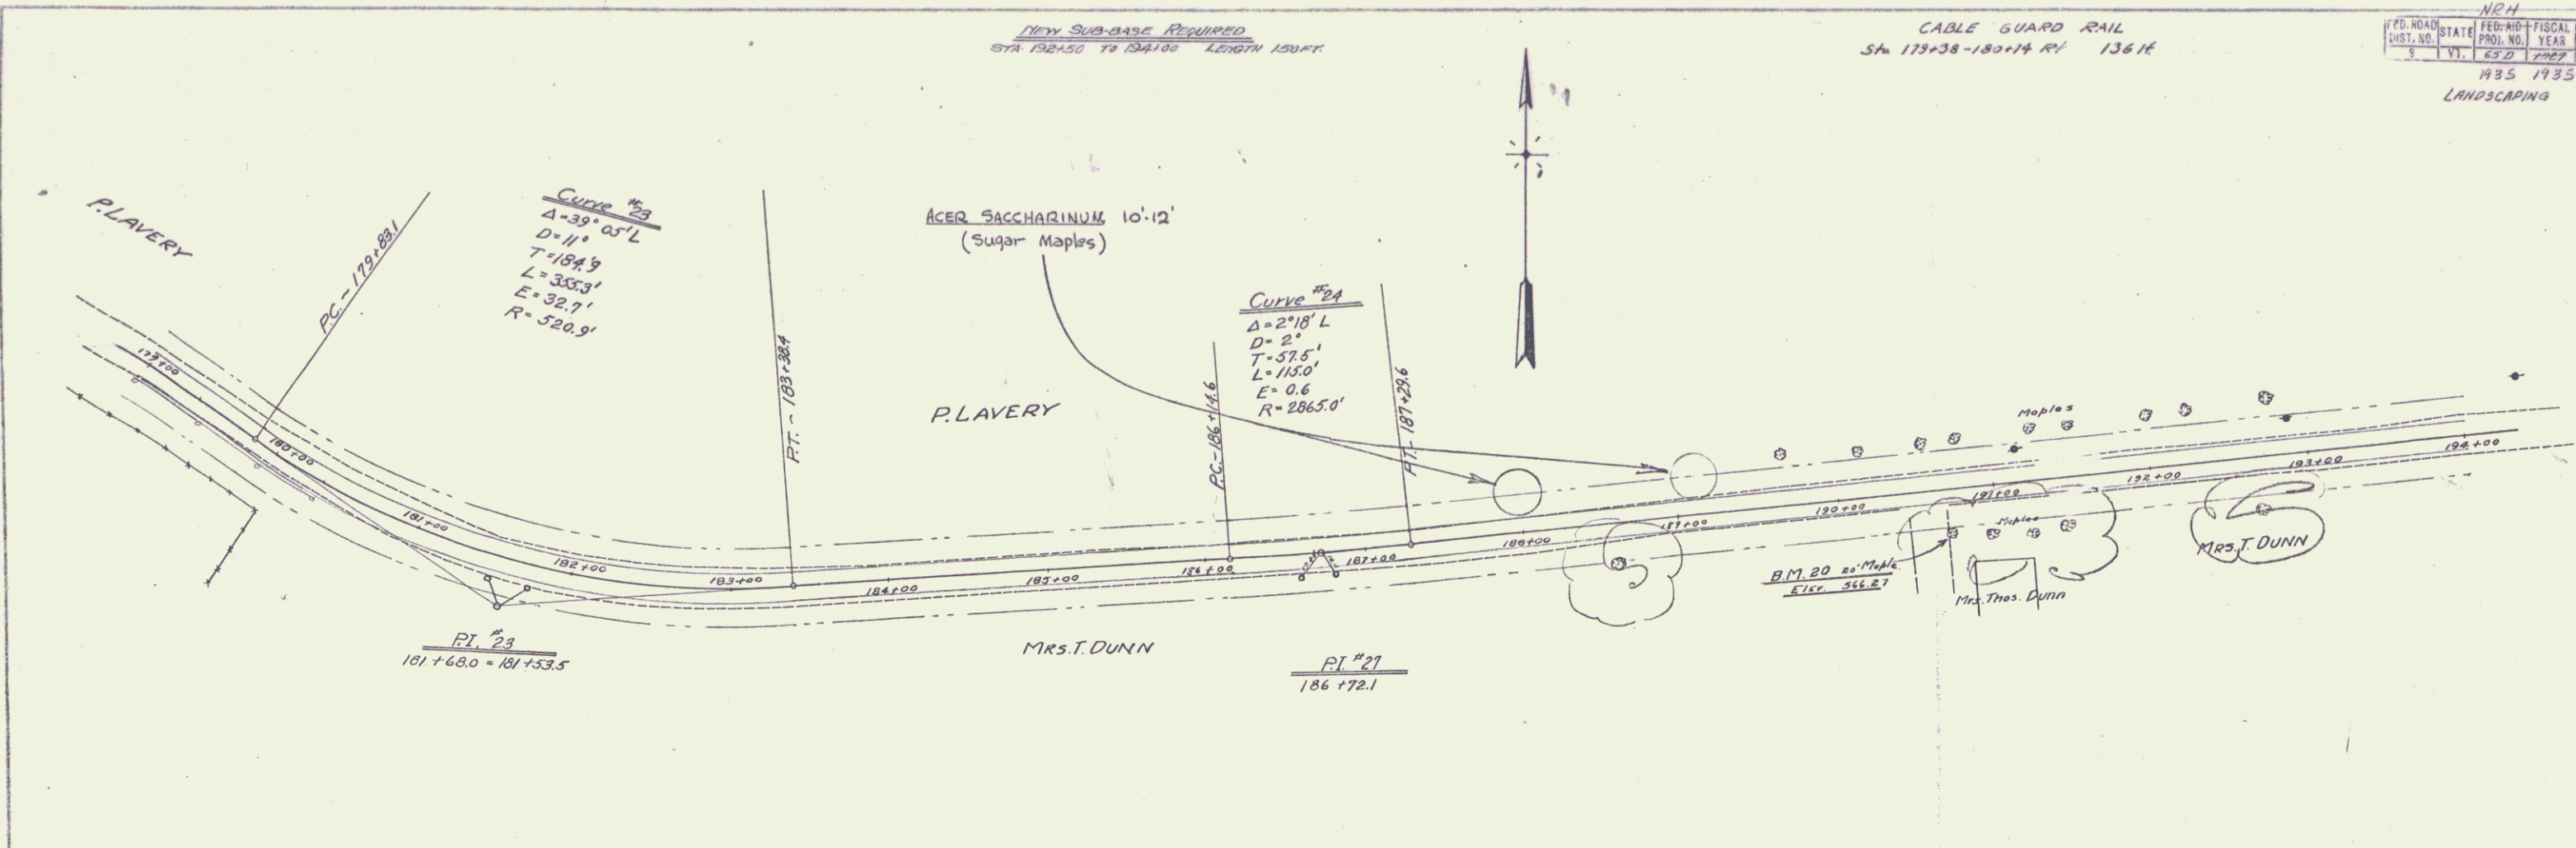 NEW SUB-BASE REQUIRED
STA. 192+50 TO 194+00 LENGTH 150 FT.
CABLE GUARD RAIL
Sta 179+38-180+74 Rt 136 lf.
NRH
FED. ROAD DIST. NO. STATE FED. AID PROJ. NO. FISCAL YEAR
9 VT. 65D
1935 1935
LANDSCAPING
P. LAVERY
P.C. - 179+83.1
Curve #23
Δ=39° 05' L
D=11°
T=184.9'
L=355.3'
E=32.7'
R=520.9'
P.T. - 183+38.4
ACER SACCHARINUM 10'-12'
(Sugar Maples)
P. LAVERY
P.C.-186+14.6
Curve #24
Δ=2°18' L
D=2°
T=57.5'
L=115.0'
E=0.6
R=2865.0'
P.T. - 187+29.6
Maples
179+00
180+00
181+00
182+00
183+00
184+00
185+00
186+00
187+00
188+00
189+00
190+00
191+00
192+00
193+00
194+00
Maples
B.M. 20 20" Maple
Elev. 566.27
Mrs. Thos. Dunn
MRS. T. DUNN
P.I. #23
181+68.0 = 181+53.5
MRS. T. DUNN
P.I. #27
186+72.1